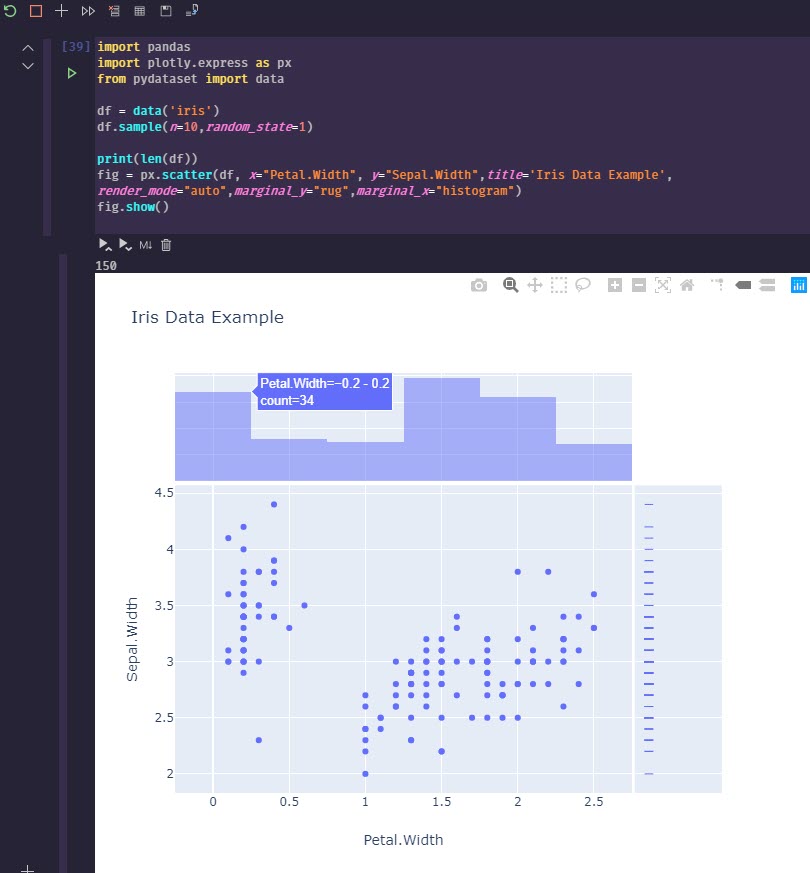 [39] import pandas
import plotly.express as px
from pydataset import data
df = data('iris')
df.sample(n=10,random_state=1)
print(len(df))
fig = px.scatter(df, x="Petal.Width", y="Sepal.Width",title='Iris Data Example',
render_mode="auto",marginal_y="rug",marginal_x="histogram")
fig.show()
M↓
150
Iris Data Example
Petal.Width=−0.2 - 0.2
count=34
4.5
4
3.5
3
2.5
2
Sepal.Width
0 0.5 1 1.5 2 2.5
Petal.Width